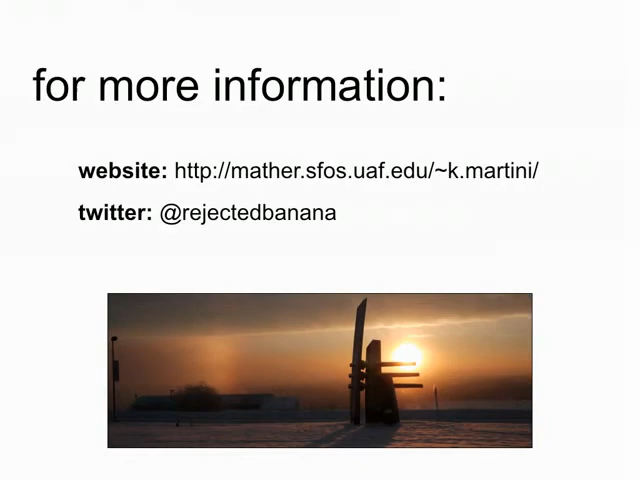 for more information:
website: http://mather.sfos.uaf.edu/~k.martini/
twitter: @rejectedbanana